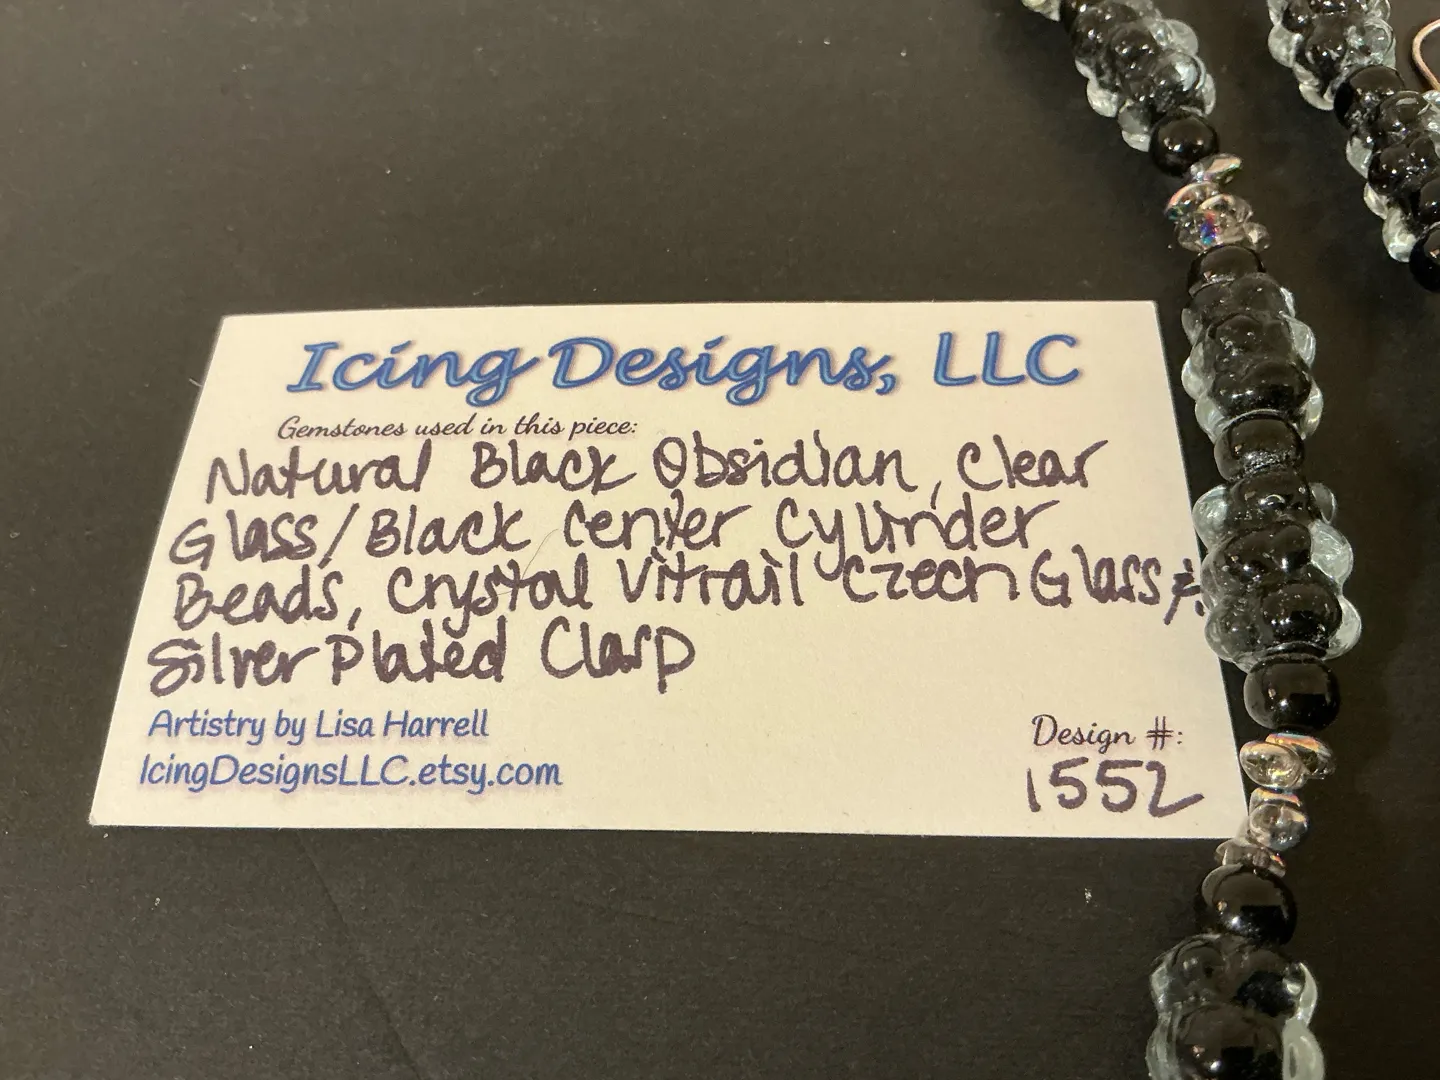 Icing Designs, LLC
Gemstones used in this piece:
Natural Black Obsidian, Clear
Glass/Black Center Cylinder
Beads, Crystal Vitrail Czech Glass &
Silver Plated Clasp
Artistry by Lisa Harrell
IcingDesignsLLC.etsy.com
Design #:
1552